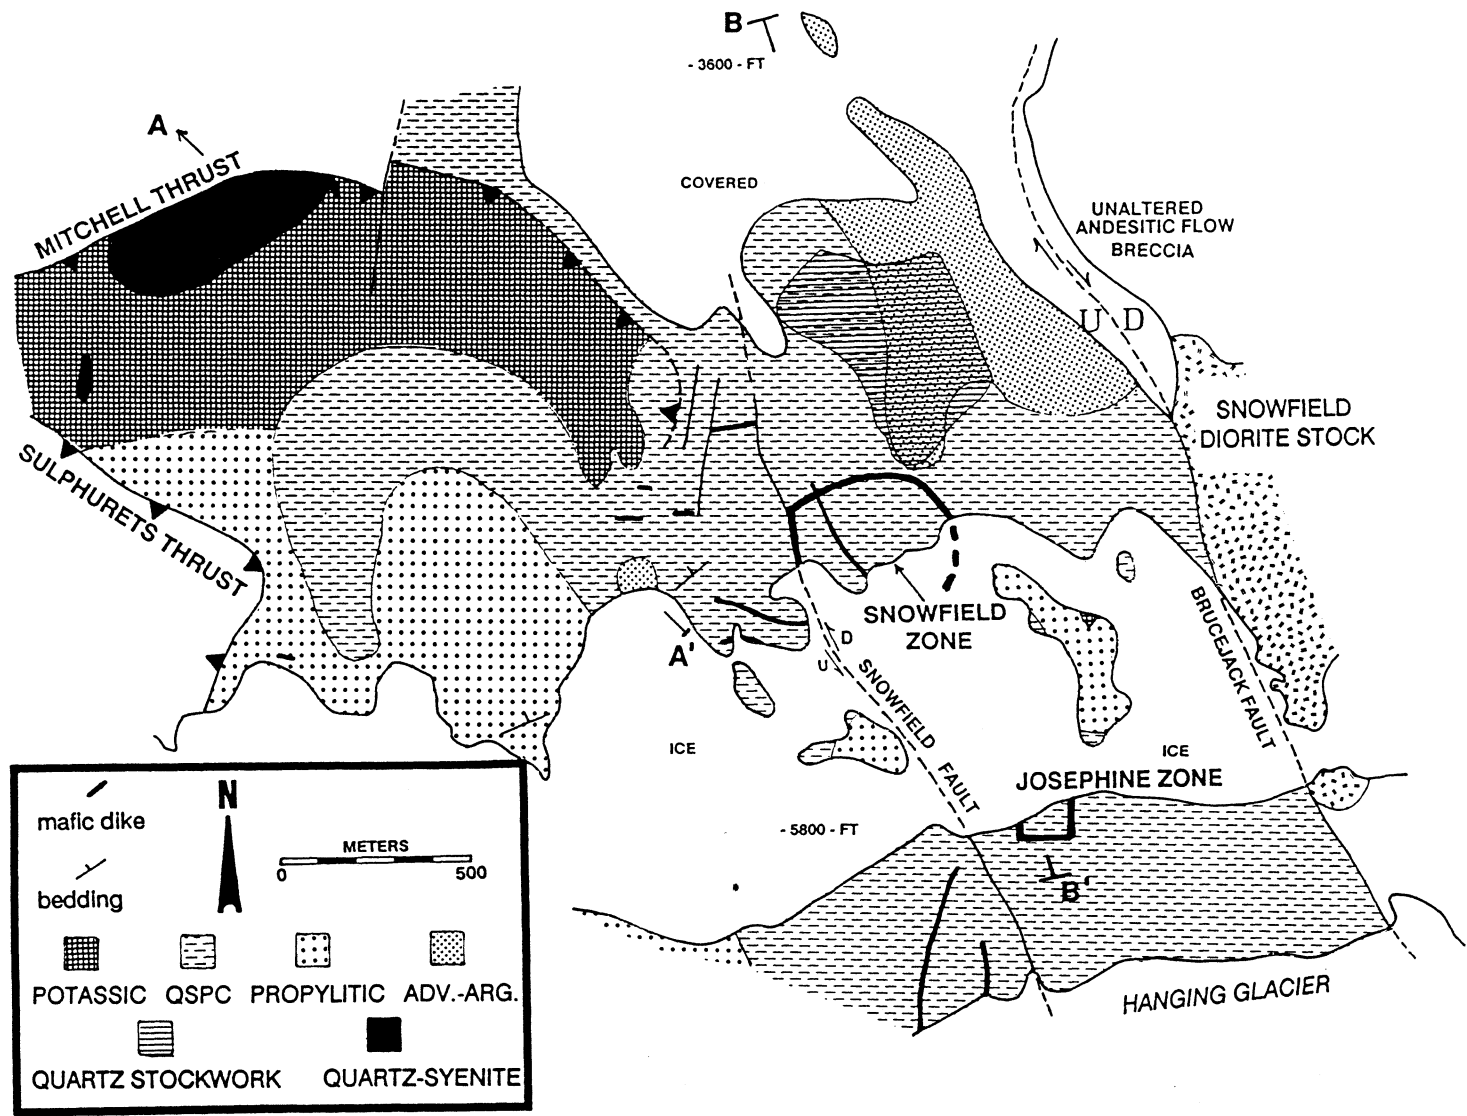 B
- 3600 - FT
A
MITCHELL THRUST
COVERED
UNALTERED
ANDESITIC FLOW
BRECCIA
U D
SNOWFIELD
DIORITE STOCK
SULPHURETS THRUST
SNOWFIELD
ZONE
BRUCEJACK FAULT
A'
D
U
SNOWFIELD FAULT
ICE
ICE
JOSEPHINE ZONE
- 5800 - FT
B'
HANGING GLACIER
mafic dike
N
METERS
0 500
bedding
POTASSIC QSPC PROPYLITIC ADV.-ARG.
QUARTZ STOCKWORK QUARTZ-SYENITE